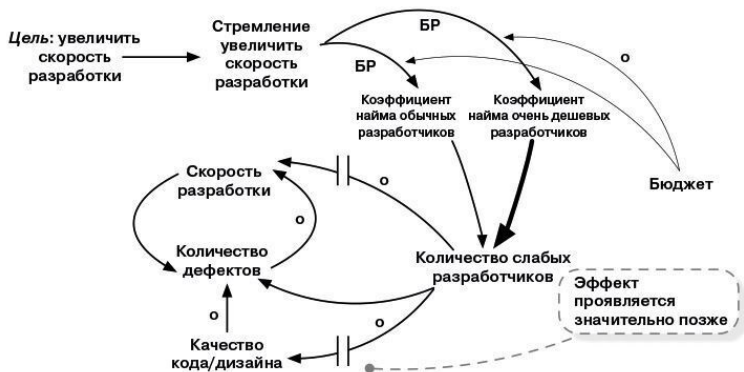 Цель: увеличить
скорость
разработки
Стремление
увеличить
скорость
разработки
БР
БР
о
Коэффициент
найма обычных
разработчиков
Коэффициент
найма очень дешевых
разработчиков
Бюджет
Скорость
разработки
о
о
Количество
дефектов
Количество слабых
разработчиков
о
о
Качество
кода/дизайна
Эффект
проявляется
значительно позже